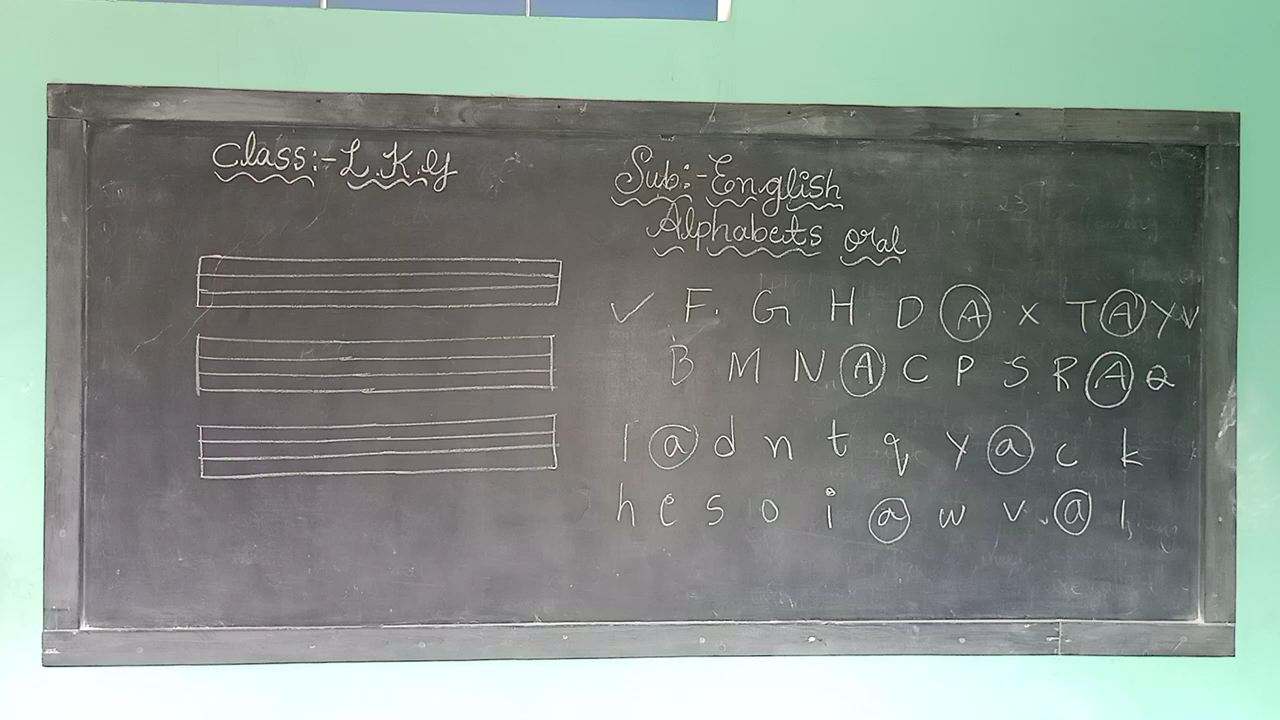 Class:- L.K.G
Sub:- English
Alphabets oral
✓ F. G H D A X T A Y V
B M N A C P S R A Q
l a d n t q y a c k
h e s o i a w v a l